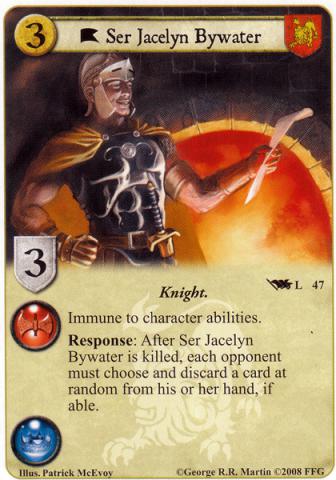 3
Ser Jacelyn Bywater
3
L 47
Knight.
Immune to character abilities.
Response: After Ser Jacelyn
Bywater is killed, each opponent
must choose and discard a card at
random from his or her hand, if
able.
Illus. Patrick McEvoy
©George R.R. Martin ©2008 FFG